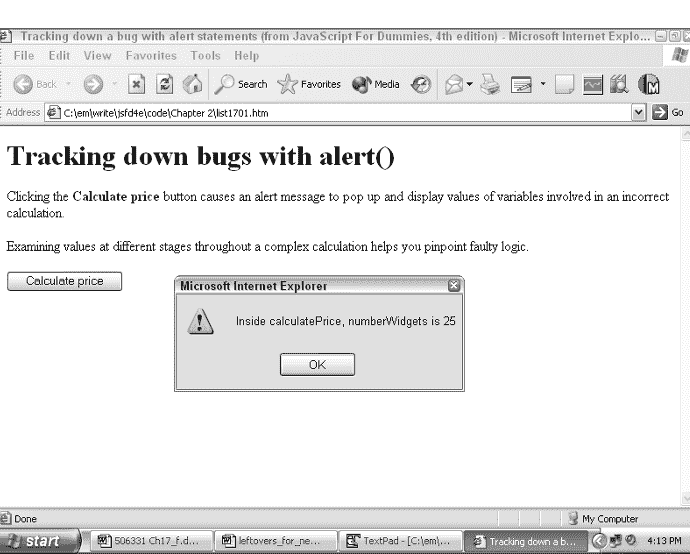 Tracking down a bug with alert statements (from JavaScript For Dummies, 4th edition) - Microsoft Internet Explo...
File Edit View Favorites Tools Help
Back Search Favorites Media
Address C:\em\write\jsfd4e\code\Chapter 2\list1701.htm Go
Tracking down bugs with alert()
Clicking the Calculate price button causes an alert message to pop up and display values of variables involved in an incorrect
calculation.
Examining values at different stages throughout a complex calculation helps you pinpoint faulty logic.
Calculate price
Microsoft Internet Explorer
Inside calculatePrice, numberWidgets is 25
OK
Done My Computer
start 506331 Ch17_f.d... leftovers_for_ne... TextPad - [C:\em\... Tracking down a b... 4:13 PM